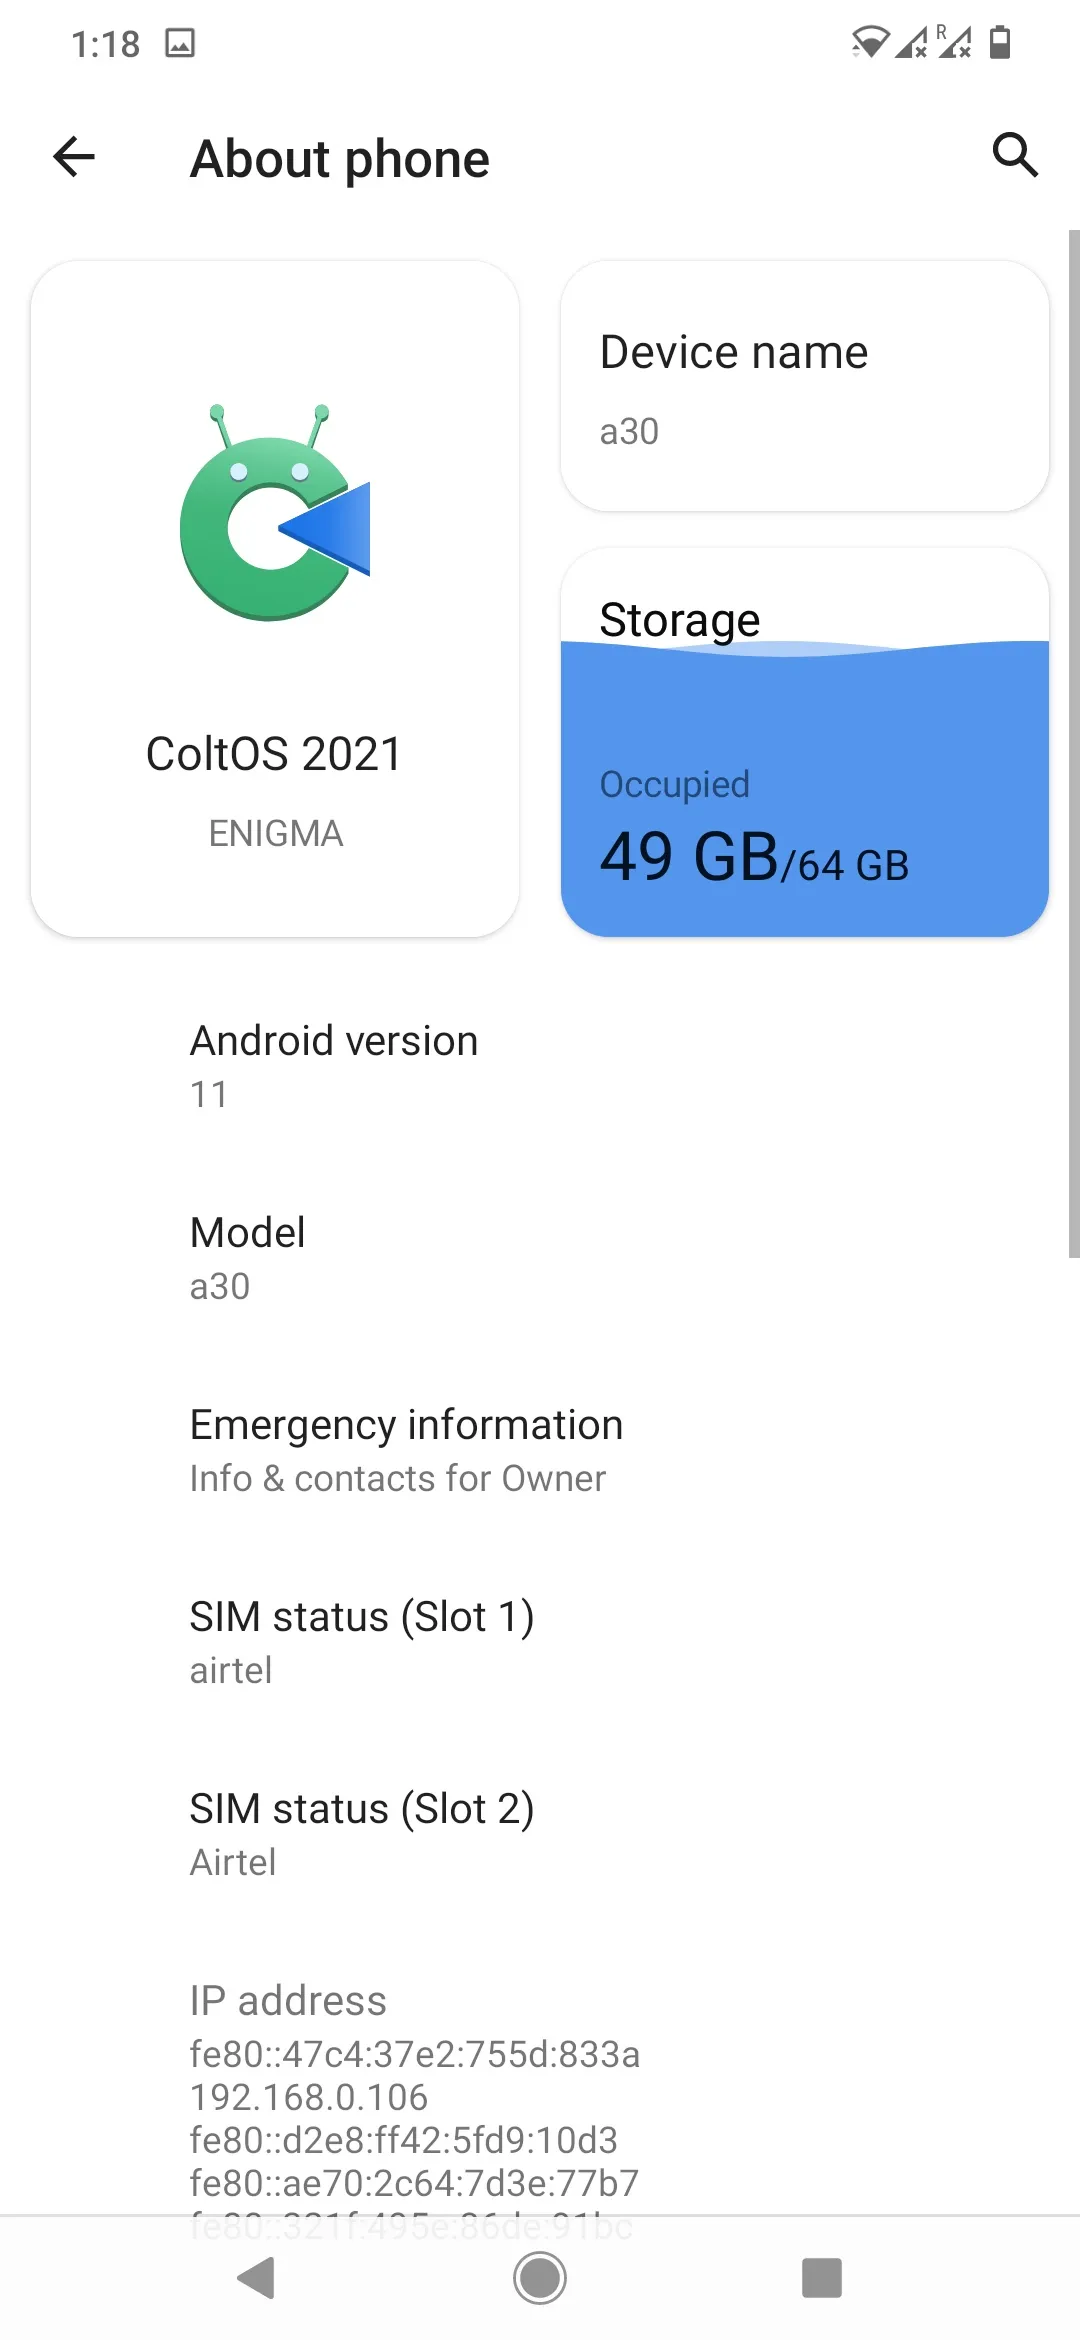 1:18
R
About phone
ColtOS 2021
ENIGMA
Device name
a30
Storage
Occupied
49 GB/64 GB
Android version
11
Model
a30
Emergency information
Info & contacts for Owner
SIM status (Slot 1)
airtel
SIM status (Slot 2)
Airtel
IP address
fe80::47c4:37e2:755d:833a
192.168.0.106
fe80::d2e8:ff42:5fd9:10d3
fe80::ae70:2c64:7d3e:77b7
fe80::321f:495e:86de:91bc